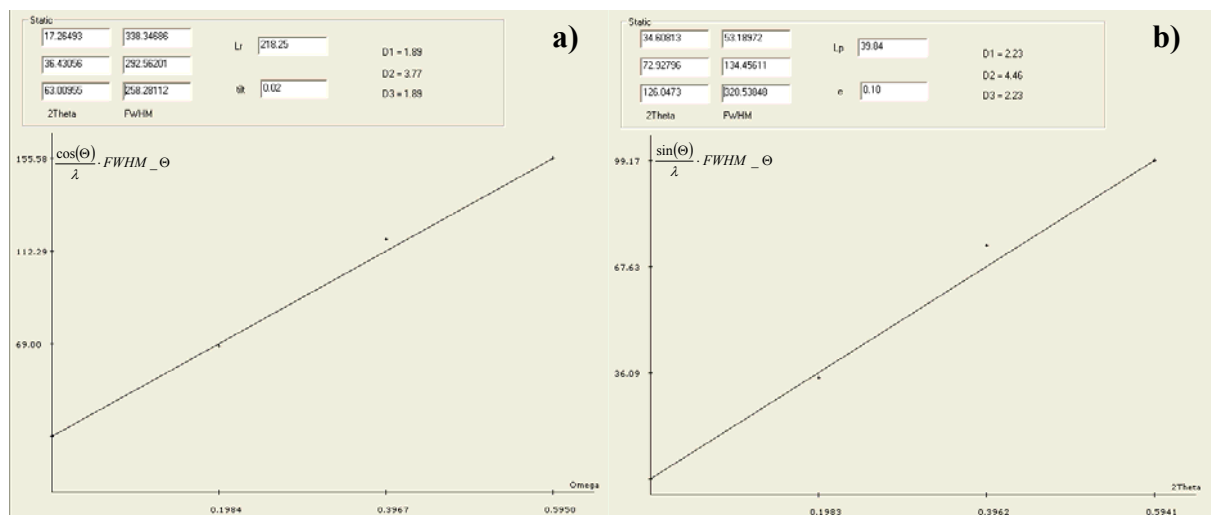 Static
17.26493 338.34686 Lr 218.25 D1 = 1.89
36.43056 292.56201 D2 = 3.77
63.00955 258.28112 tilt 0.02 D3 = 1.89
2Theta FWHM
a)
cos(Θ)/λ · FWHM _ Θ
155.58
112.29
69.00
Omega
0.1984 0.3967 0.5950
Static
34.60813 53.18972 Lp 39.84 D1 = 2.23
72.92796 134.45611 D2 = 4.46
126.0473 320.53848 e 0.10 D3 = 2.23
2Theta FWHM
b)
sin(Θ)/λ · FWHM _ Θ
99.17
67.63
36.09
2Theta
0.1983 0.3962 0.5941